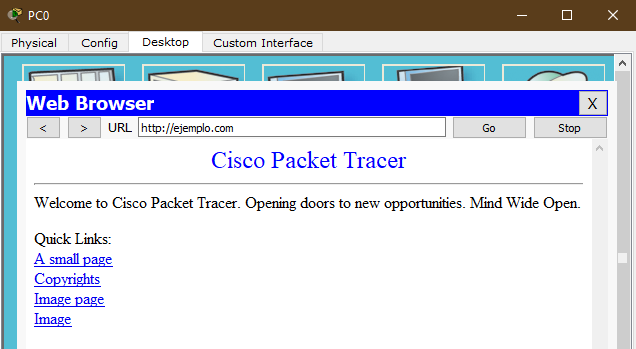 PC0
Physical Config Desktop Custom Interface
Web Browser X
< > URL http://ejemplo.com Go Stop
Cisco Packet Tracer
Welcome to Cisco Packet Tracer. Opening doors to new opportunities. Mind Wide Open.
Quick Links:
A small page
Copyrights
Image page
Image